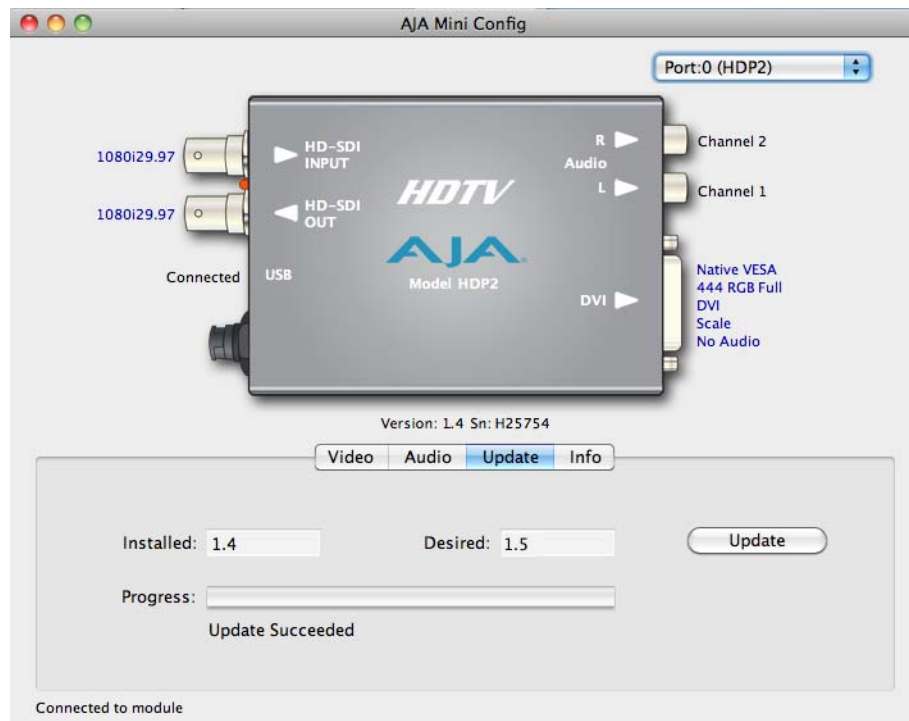 AJA Mini Config
Port:0 (HDP2)
1080i29.97
HD-SDI
INPUT
R
Audio
L
Channel 2
Channel 1
1080i29.97
HD-SDI
OUT
HDTV
AJA
Model HDP2
Connected
USB
DVI
Native VESA
444 RGB Full
DVI
Scale
No Audio
Version: 1.4 Sn: H25754
Video Audio Update Info
Installed: 1.4 Desired: 1.5 Update
Progress:
Update Succeeded
Connected to module